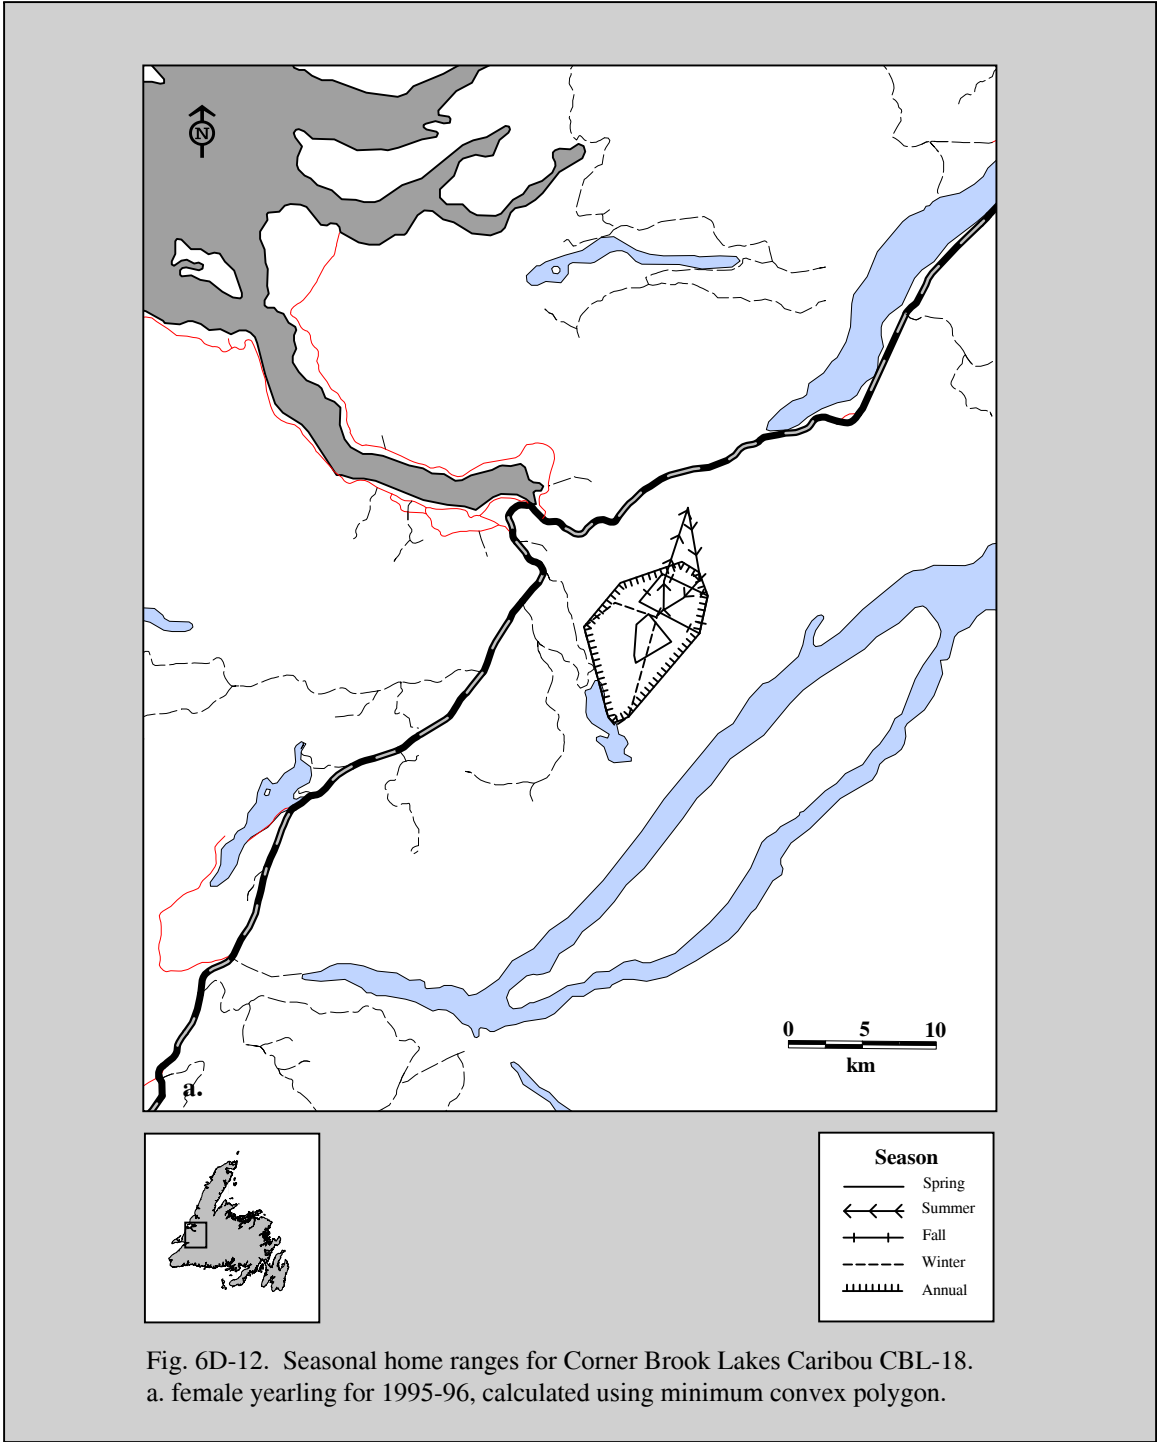 N
0 5 10
km
a.
Season
Spring
Summer
Fall
Winter
Annual
Fig. 6D-12. Seasonal home ranges for Corner Brook Lakes Caribou CBL-18.
a. female yearling for 1995-96, calculated using minimum convex polygon.